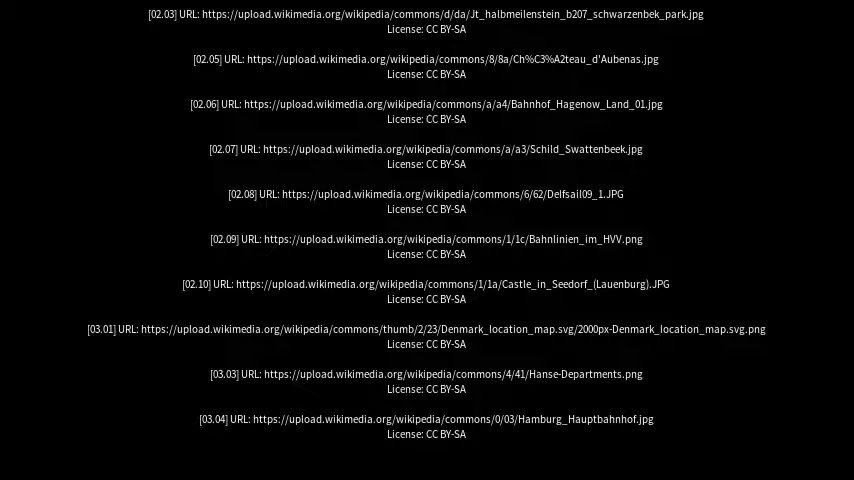 [02.03] URL: https://upload.wikimedia.org/wikipedia/commons/d/da/Jt_halbmeilenstein_b207_schwarzenbek_park.jpg
License: CC BY-SA
[02.05] URL: https://upload.wikimedia.org/wikipedia/commons/8/8a/Ch%C3%A2teau_d'Aubenas.jpg
License: CC BY-SA
[02.06] URL: https://upload.wikimedia.org/wikipedia/commons/a/a4/Bahnhof_Hagenow_Land_01.jpg
License: CC BY-SA
[02.07] URL: https://upload.wikimedia.org/wikipedia/commons/a/a3/Schild_Swattenbeek.jpg
License: CC BY-SA
[02.08] URL: https://upload.wikimedia.org/wikipedia/commons/6/62/Delfsail09_1.JPG
License: CC BY-SA
[02.09] URL: https://upload.wikimedia.org/wikipedia/commons/1/1c/Bahnlinien_im_HVV.png
License: CC BY-SA
[02.10] URL: https://upload.wikimedia.org/wikipedia/commons/1/1a/Castle_in_Seedorf_(Lauenburg).JPG
License: CC BY-SA
[03.01] URL: https://upload.wikimedia.org/wikipedia/commons/thumb/2/23/Denmark_location_map.svg/2000px-Denmark_location_map.svg.png
License: CC BY-SA
[03.03] URL: https://upload.wikimedia.org/wikipedia/commons/4/41/Hanse-Departments.png
License: CC BY-SA
[03.04] URL: https://upload.wikimedia.org/wikipedia/commons/0/03/Hamburg_Hauptbahnhof.jpg
License: CC BY-SA